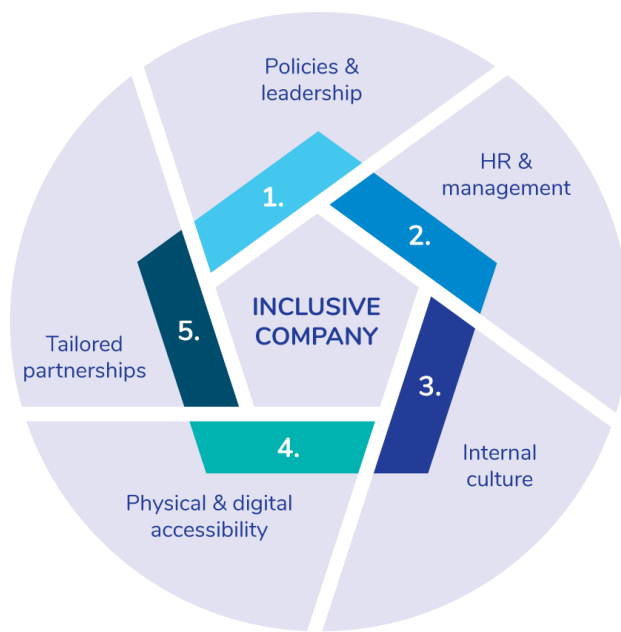 Policies &
leadership
1.
HR &
management
2.
INCLUSIVE
COMPANY
3.
Internal
culture
4.
Physical & digital
accessibility
5.
Tailored
partnerships